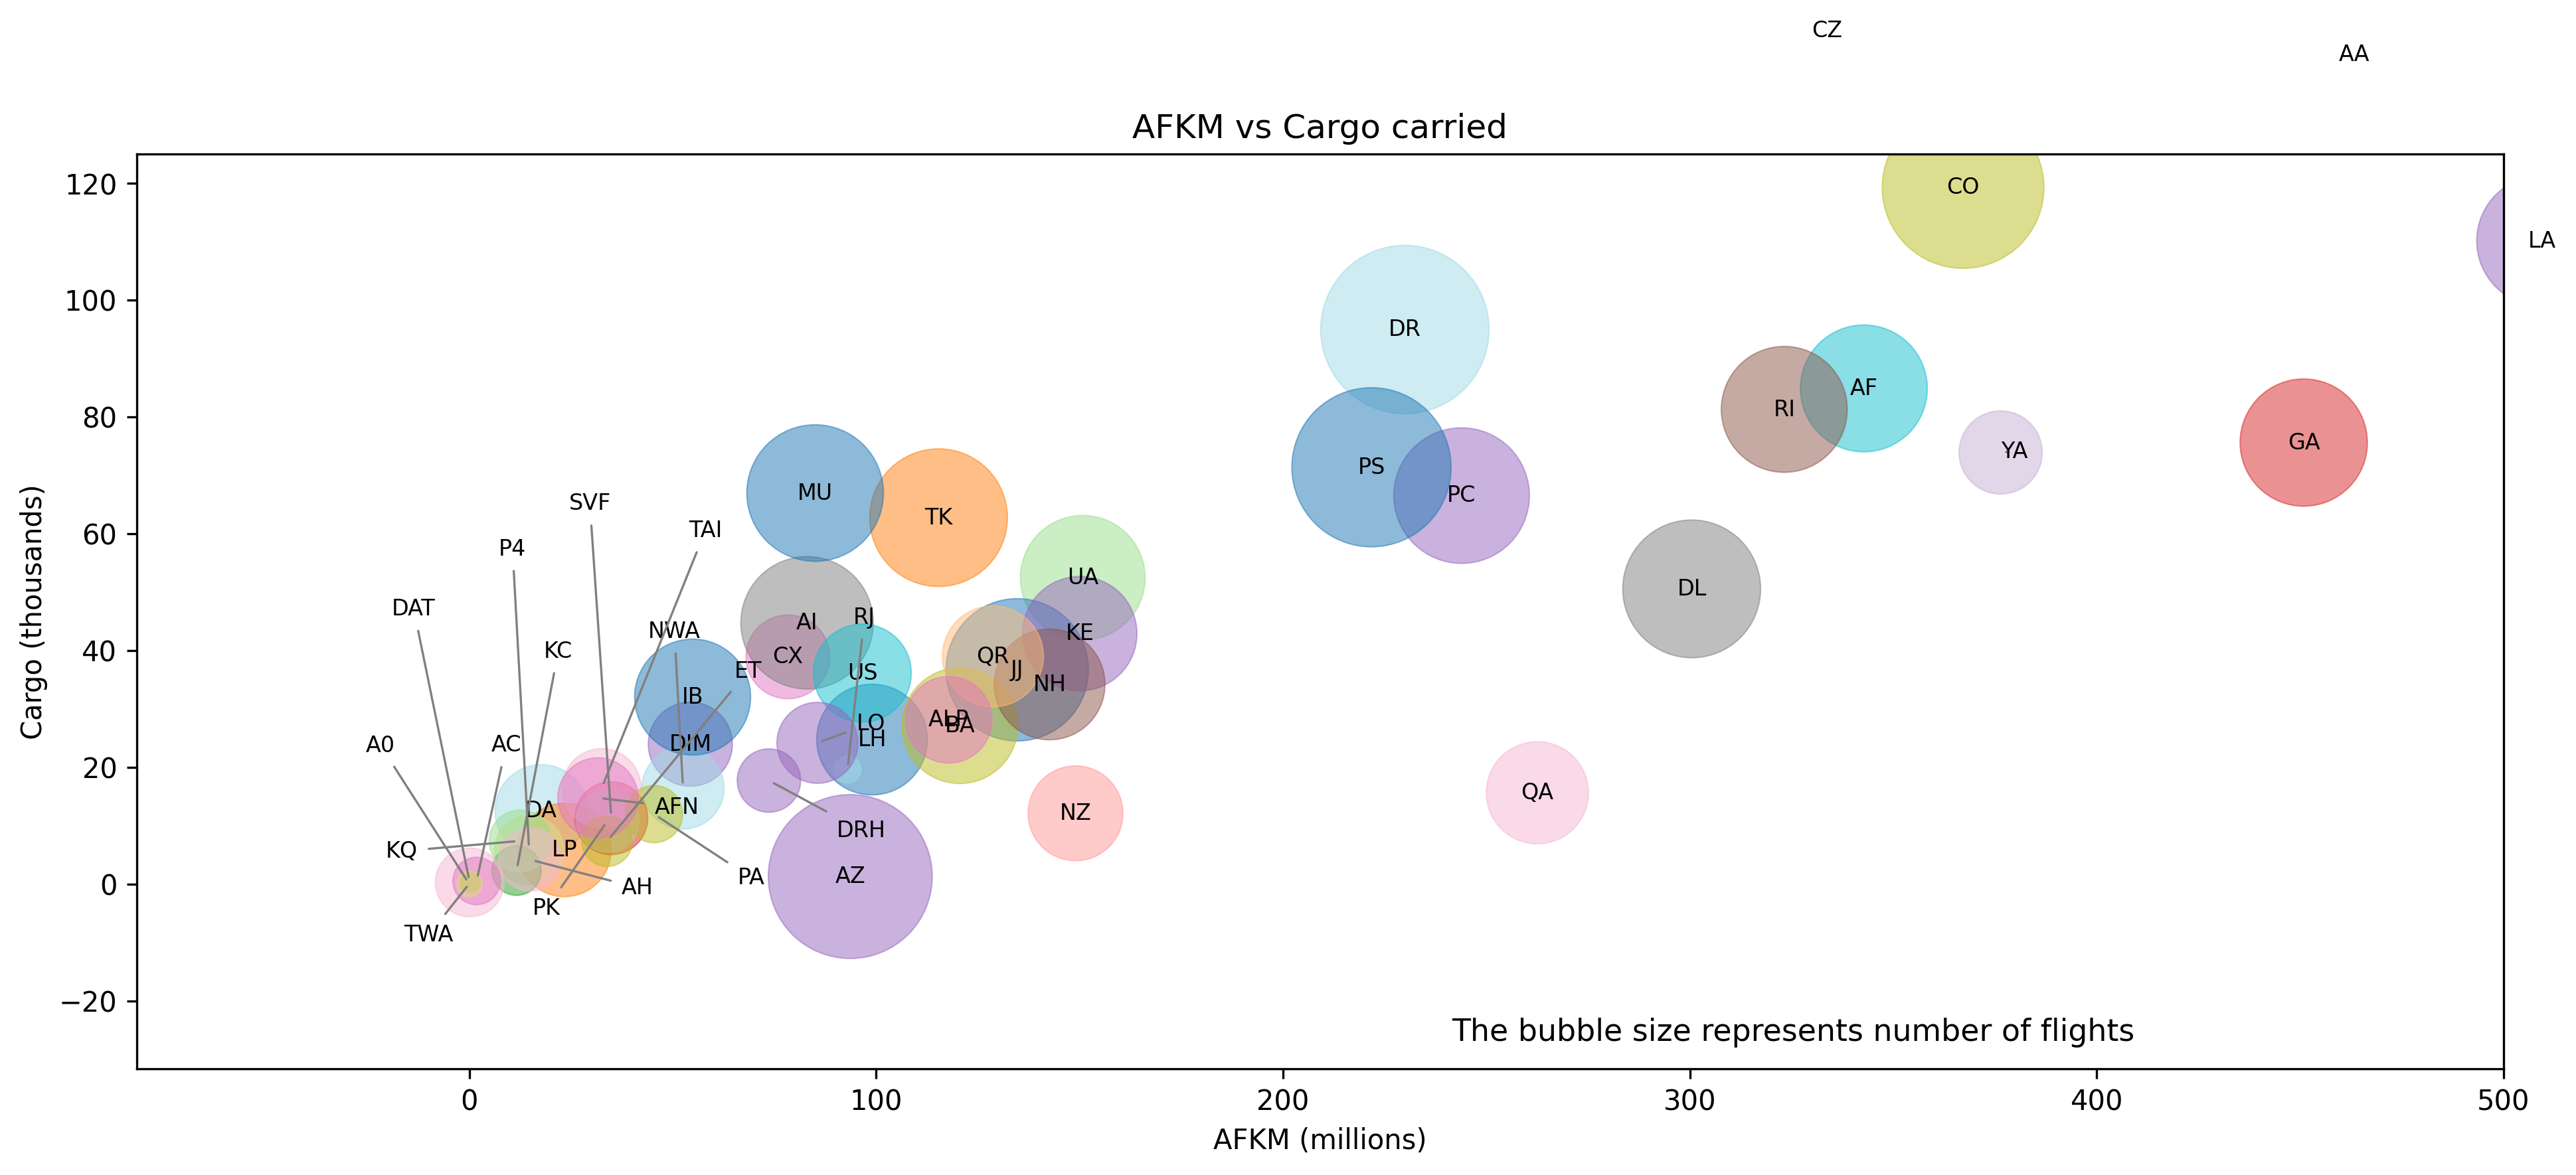 CZ
AA
AFKM vs Cargo carried
120
CO
LA
100
DR
AF
RI
80
GA
YA
PS
MU
PC
SVF
TK
TAI
60
P4
UA
DL
DAT
AI
RJ
NWA
KE
40
KC
CX
QR
ET
JJ
US
NH
IB
ALP
LO
BA
A0
AC
DIM
LH
20
QA
DA
AFN
NZ
DRH
KQ
LP
0
AZ
PA
AH
PK
TWA
−20
The bubble size represents number of flights
0
100
200
300
400
500
AFKM (millions)
Cargo (thousands)